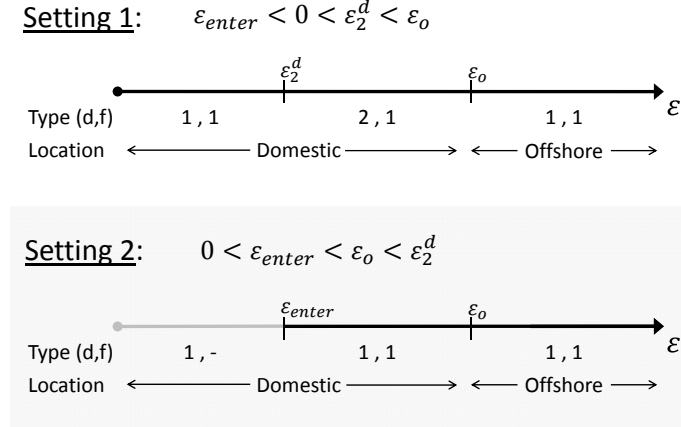 Setting 1: ε_enter < 0 < ε_2^d < ε_o
ε_2^d ε_o
ε
Type (d,f) 1 , 1 2 , 1 1 , 1
Location Domestic Offshore
Setting 2: 0 < ε_enter < ε_o < ε_2^d
ε_enter ε_o
ε
Type (d,f) 1 , - 1 , 1 1 , 1
Location Domestic Offshore